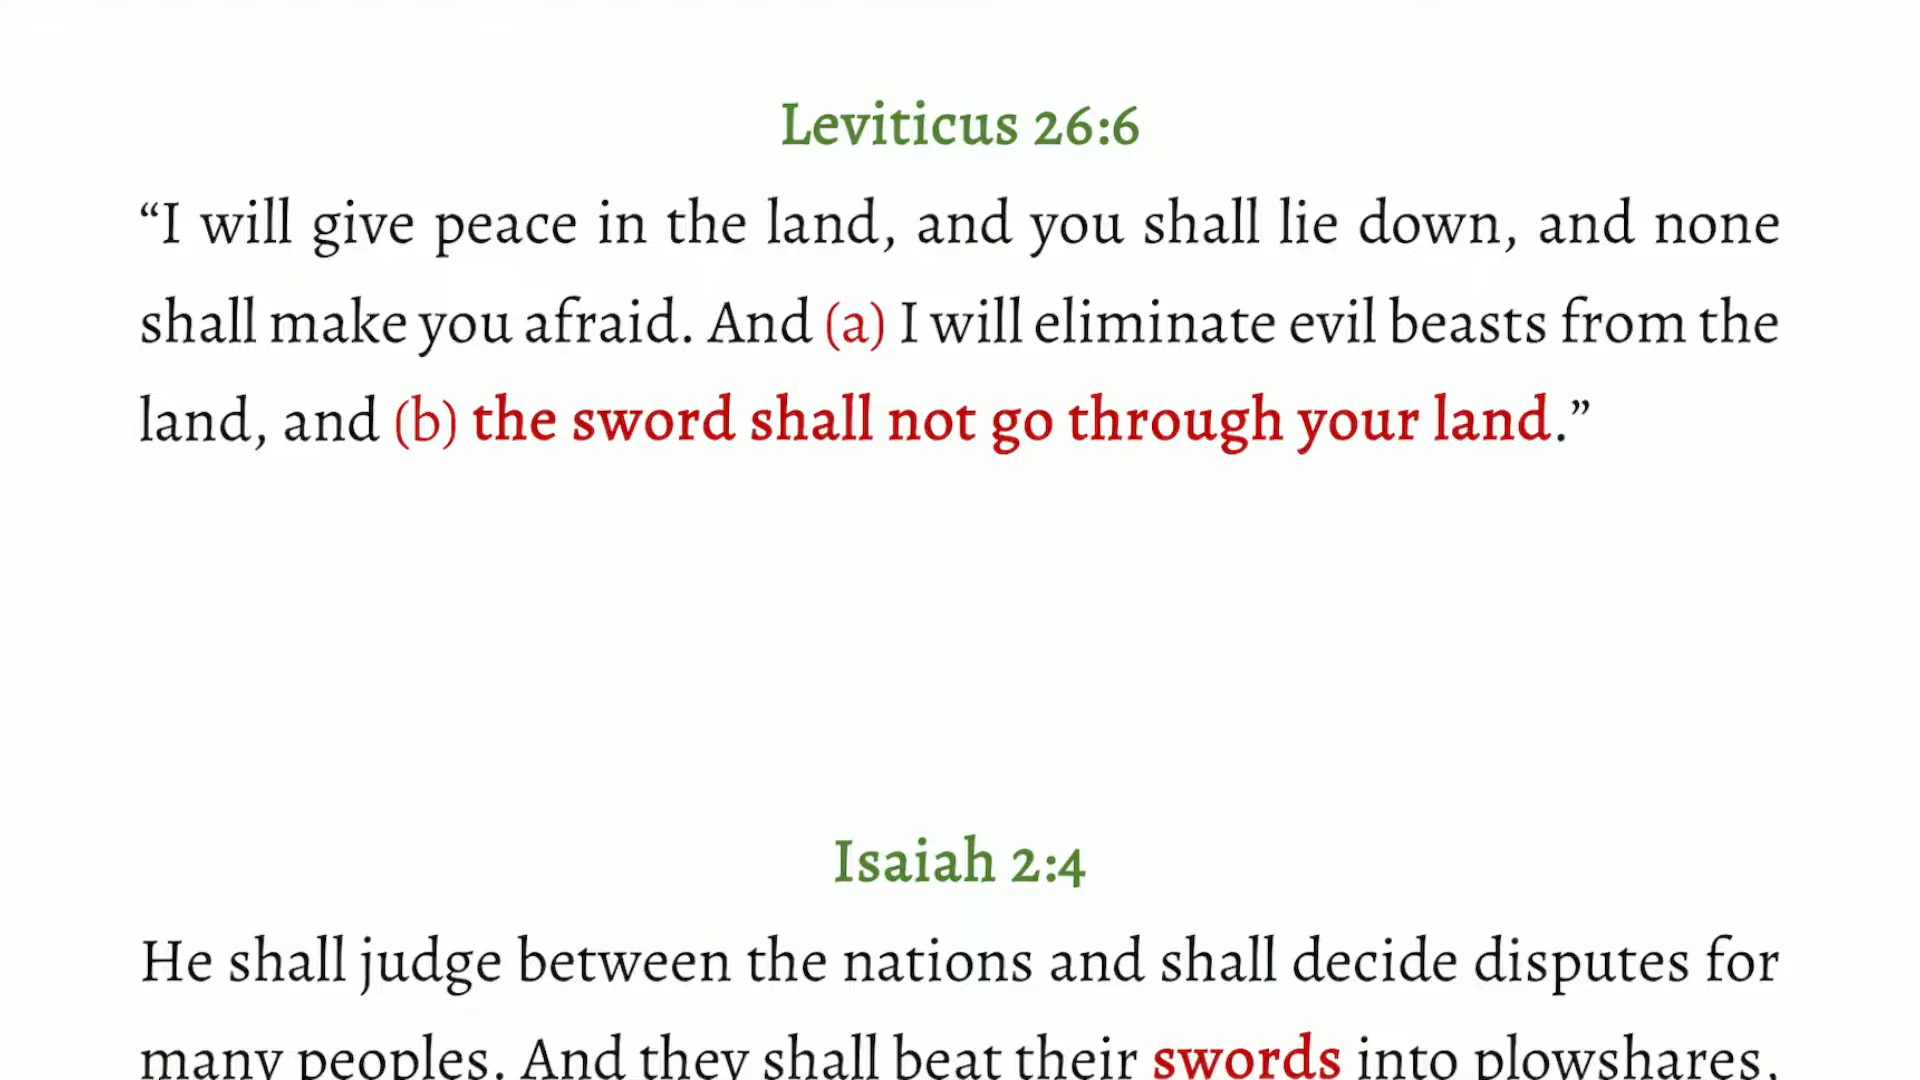 Leviticus 26:6
“I will give peace in the land, and you shall lie down, and none
shall make you afraid. And (a) I will eliminate evil beasts from the
land, and (b) the sword shall not go through your land.”
Isaiah 2:4
He shall judge between the nations and shall decide disputes for
many peoples. And they shall beat their swords into plowshares,